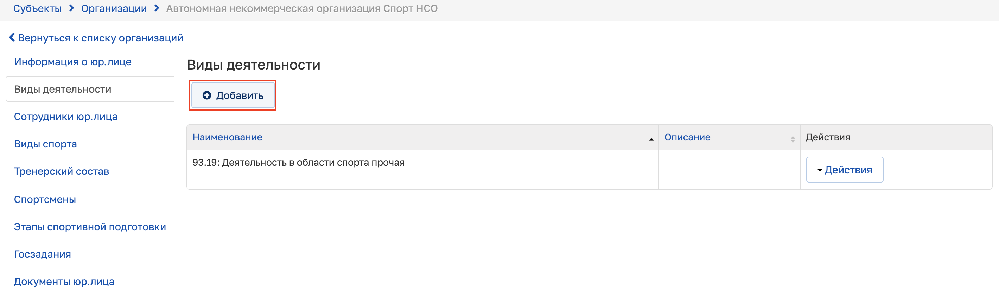 Субъекты > Организации > Автономная некоммерческая организация Спорт НСО
Вернуться к списку организаций
Информация о юр.лице
Виды деятельности
Сотрудники юр.лица
Виды спорта
Тренерский состав
Спортсмены
Этапы спортивной подготовки
Госзадания
Документы юр.лица
Виды деятельности
Добавить
Наименование Описание Действия
93.19: Деятельность в области спорта прочая Действия